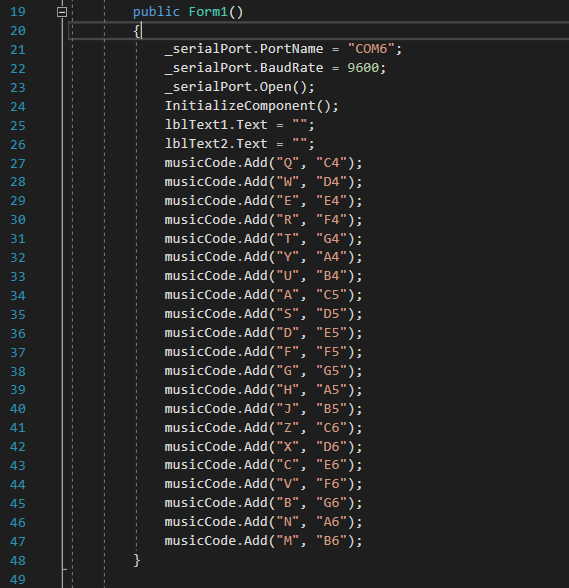 19 public Form1()
20 {
21 _serialPort.PortName = "COM6";
22 _serialPort.BaudRate = 9600;
23 _serialPort.Open();
24 InitializeComponent();
25 lblText1.Text = "";
26 lblText2.Text = "";
27 musicCode.Add("Q", "C4");
28 musicCode.Add("W", "D4");
29 musicCode.Add("E", "E4");
30 musicCode.Add("R", "F4");
31 musicCode.Add("T", "G4");
32 musicCode.Add("Y", "A4");
33 musicCode.Add("U", "B4");
34 musicCode.Add("A", "C5");
35 musicCode.Add("S", "D5");
36 musicCode.Add("D", "E5");
37 musicCode.Add("F", "F5");
38 musicCode.Add("G", "G5");
39 musicCode.Add("H", "A5");
40 musicCode.Add("J", "B5");
41 musicCode.Add("Z", "C6");
42 musicCode.Add("X", "D6");
43 musicCode.Add("C", "E6");
44 musicCode.Add("V", "F6");
45 musicCode.Add("B", "G6");
46 musicCode.Add("N", "A6");
47 musicCode.Add("M", "B6");
48 }
49